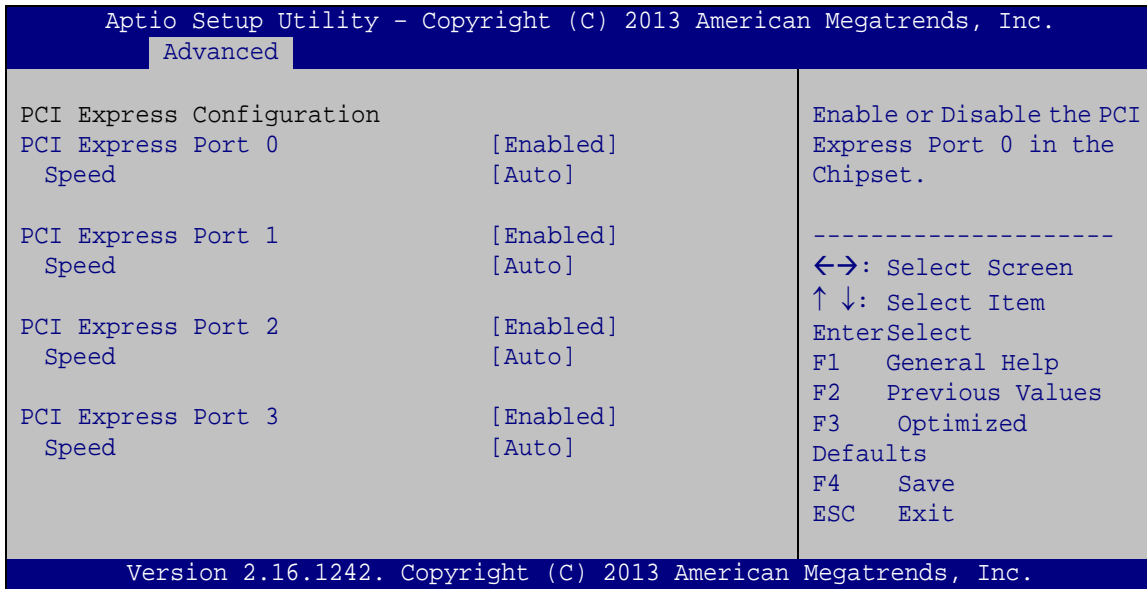 Aptio Setup Utility – Copyright (C) 2013 American Megatrends, Inc.
Advanced
PCI Express Configuration
PCI Express Port 0 [Enabled]
Speed [Auto]
PCI Express Port 1 [Enabled]
Speed [Auto]
PCI Express Port 2 [Enabled]
Speed [Auto]
PCI Express Port 3 [Enabled]
Speed [Auto]
Enable or Disable the PCI
Express Port 0 in the
Chipset.
---------------------
←→: Select Screen
↑ ↓: Select Item
EnterSelect
F1 General Help
F2 Previous Values
F3 Optimized
Defaults
F4 Save
ESC Exit
Version 2.16.1242. Copyright (C) 2013 American Megatrends, Inc.